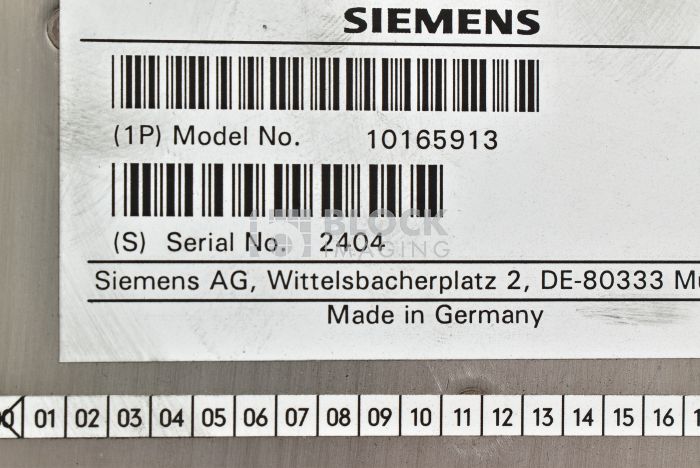 SIEMENS
(1P) Model No. 10165913
(S) Serial No. 2404
BLOCK
IMAGING
Siemens AG, Wittelsbacherplatz 2, DE-80333
Made in Germany
01 02 03 04 05 06 07 08 09 10 11 12 13 14 15 16